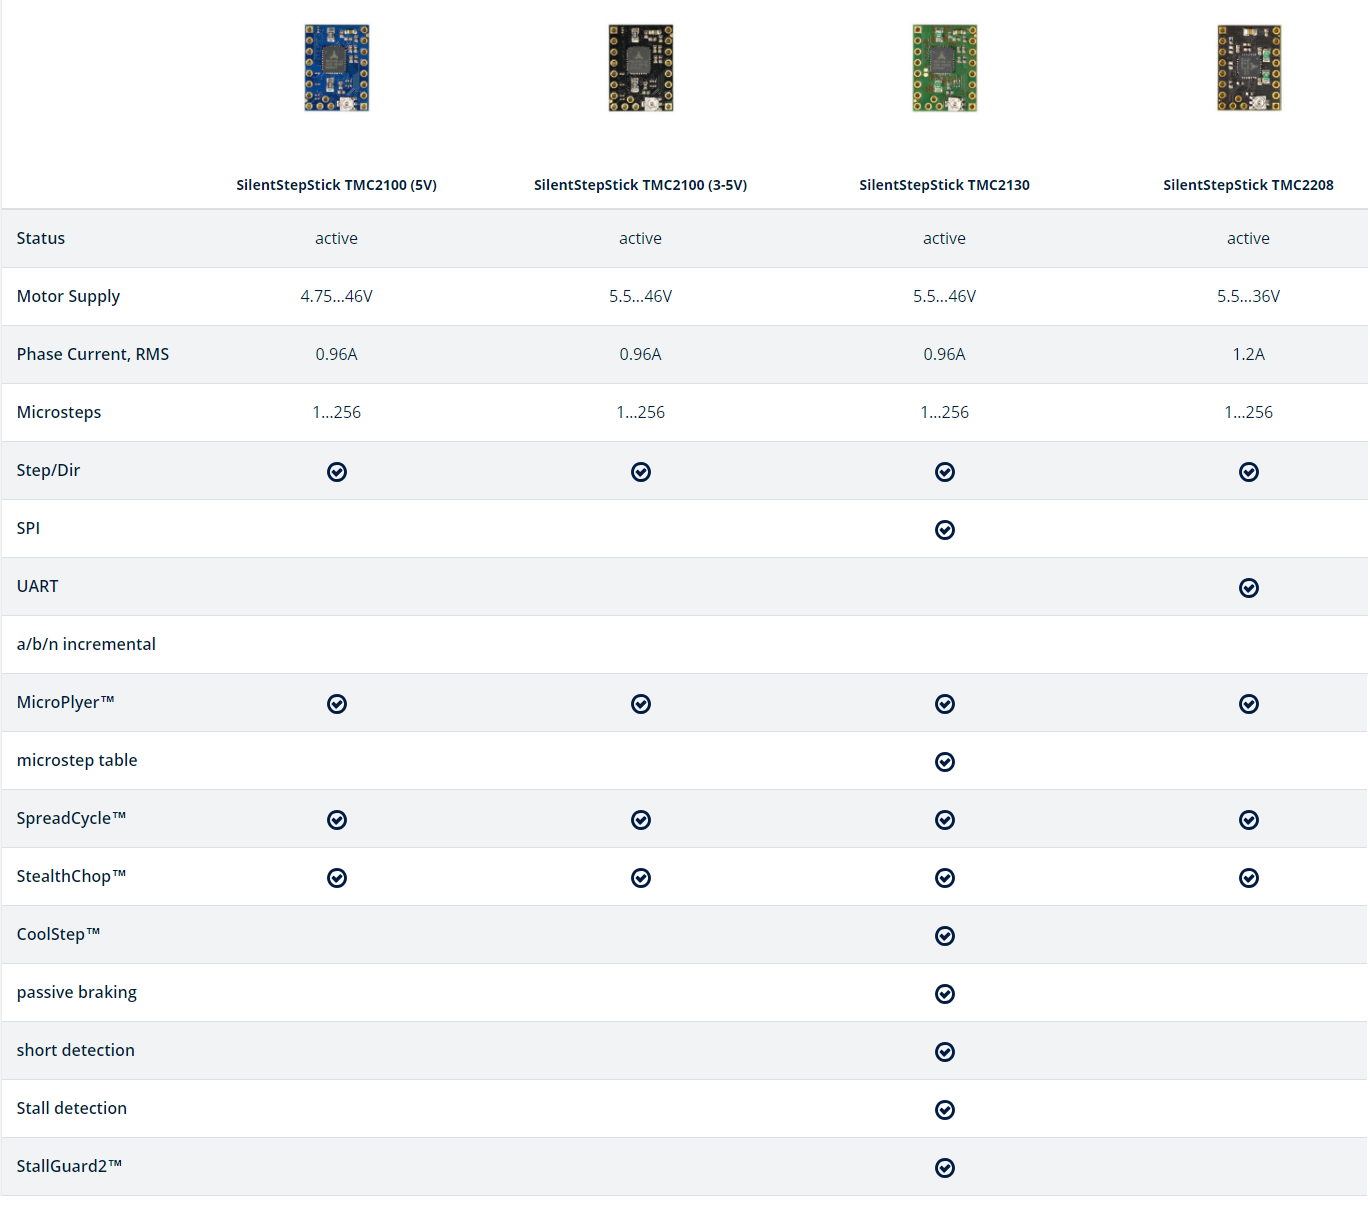 SilentStepStick TMC2100 (5V) SilentStepStick TMC2100 (3-5V) SilentStepStick TMC2130 SilentStepStick TMC2208
Status active active active active
Motor Supply 4.75...46V 5.5...46V 5.5...46V 5.5...36V
Phase Current, RMS 0.96A 0.96A 0.96A 1.2A
Microsteps 1...256 1...256 1...256 1...256
Step/Dir
SPI
UART
a/b/n incremental
MicroPlyer™
microstep table
SpreadCycle™
StealthChop™
CoolStep™
passive braking
short detection
Stall detection
StallGuard2™